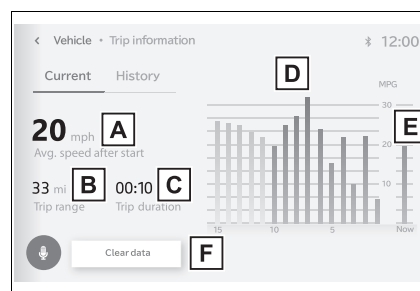 < Vehicle • Trip information
12:00
Current History
D
MPG
20 mph A
Avg. speed after start
30
E
20
10
33 mi B 00:10 C
Trip range Trip duration
15 10 5 Now
Clear data F